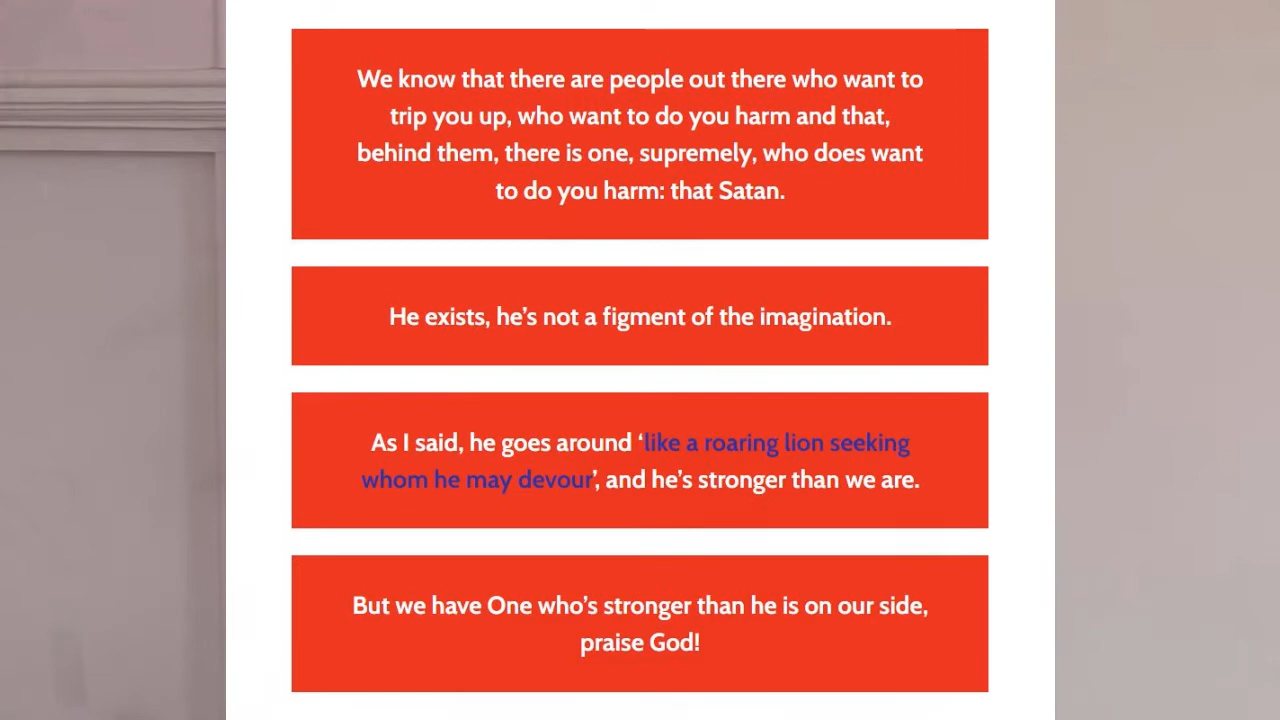 We know that there are people out there who want to
trip you up, who want to do you harm and that,
behind them, there is one, supremely, who does want
to do you harm: that Satan.
He exists, he’s not a figment of the imagination.
As I said, he goes around ‘like a roaring lion seeking
whom he may devour’, and he’s stronger than we are.
But we have One who’s stronger than he is on our side,
praise God!